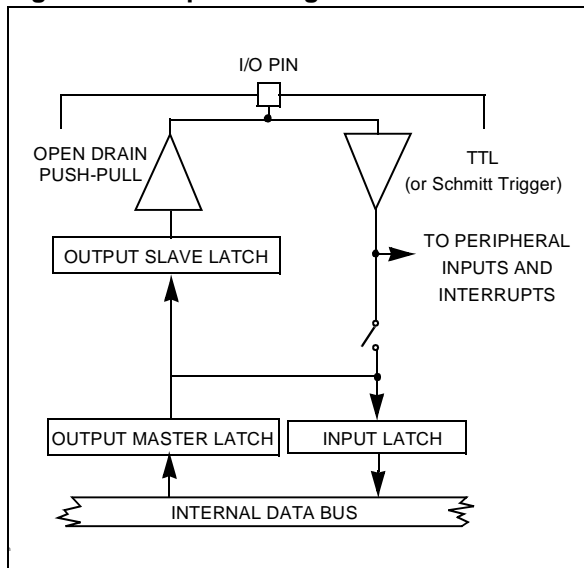 I/O PIN
OPEN DRAIN
PUSH-PULL
TTL
(or Schmitt Trigger)
OUTPUT SLAVE LATCH
TO PERIPHERAL
INPUTS AND
INTERRUPTS
OUTPUT MASTER LATCH
INPUT LATCH
INTERNAL DATA BUS